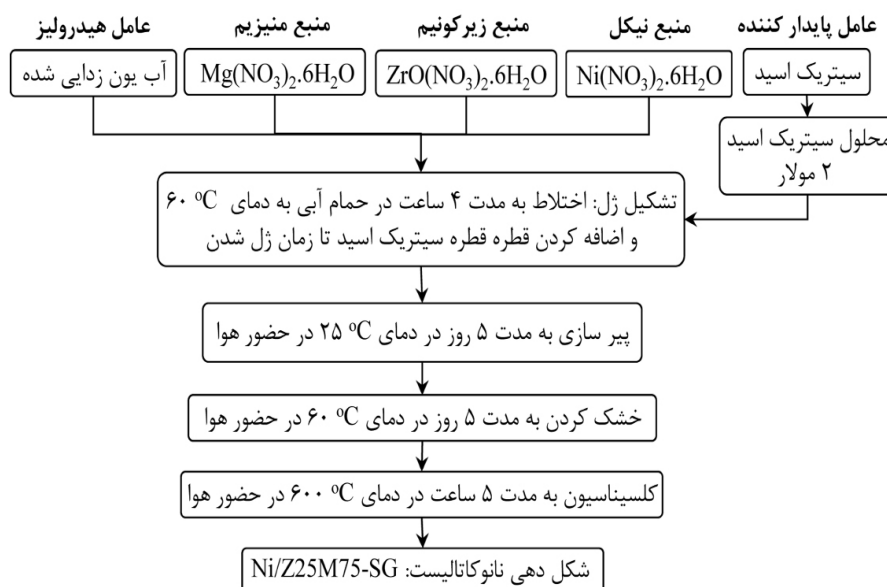 عامل پایدار کننده
منبع نیکل
منبع زیرکونیم
منبع منیزیم
عامل هیدرولیز
سیتریک اسید
Ni(NO3)2.6H2O
ZrO(NO3)2.6H2O
Mg(NO3)2.6H2O
آب یون زدایی شده
محلول سیتریک اسید
۲ مولار
تشکیل ژل: اختلاط به مدت ۴ ساعت در حمام آبی به دمای ۶۰ ºC
و اضافه کردن قطره قطره سیتریک اسید تا زمان ژل شدن
پیر سازی به مدت ۵ روز در دمای ۲۵ ºC در حضور هوا
خشک کردن به مدت ۵ روز در دمای ۶۰ ºC در حضور هوا
کلسیناسیون به مدت ۵ ساعت در دمای ۶۰۰ ºC در حضور هوا
شکل دهی نانوکاتالیست: Ni/Z25M75-SG